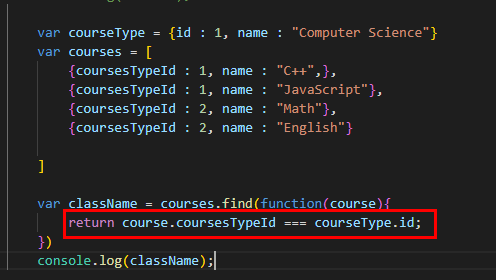 var courseType = {id : 1, name : "Computer Science"}
var courses = [
{coursesTypeId : 1, name : "C++",},
{coursesTypeId : 1, name : "JavaScript"},
{coursesTypeId : 2, name : "Math"},
{coursesTypeId : 2, name : "English"}
]
var className = courses.find(function(course){
return course.coursesTypeId === courseType.id;
})
console.log(className);